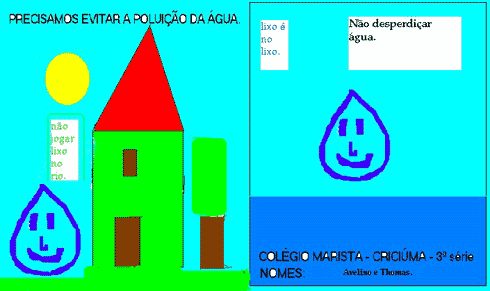 PRECISAMOS EVITAR A POLUIÇÃO DA ÁGUA.
não
jogar
lixo
no
rio.
lixo é
no
lixo.
Não desperdiçar
água.
COLÉGIO MARISTA - CRICIÚMA - 3ª série
NOMES: Avelino e Thomas.